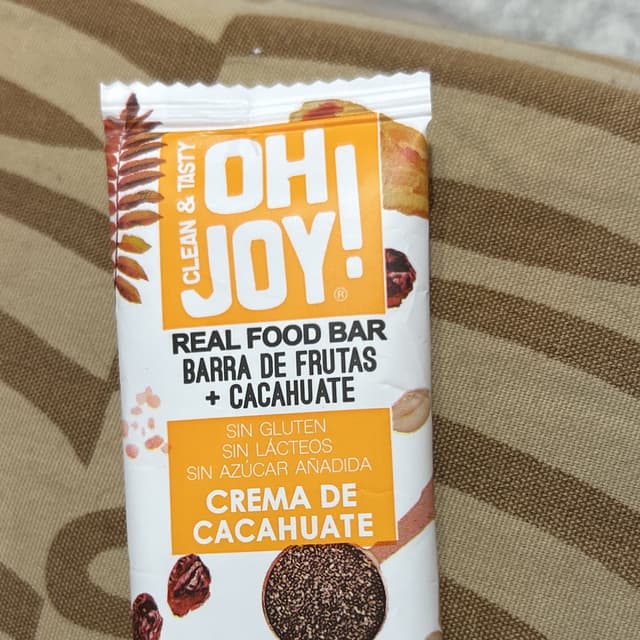 CLEAN & TASTY
OH
JOY!
®
REAL FOOD BAR
BARRA DE FRUTAS
+ CACAHUATE
SIN GLUTEN
SIN LÁCTEOS
SIN AZÚCAR AÑADIDA
CREMA DE
CACAHUATE